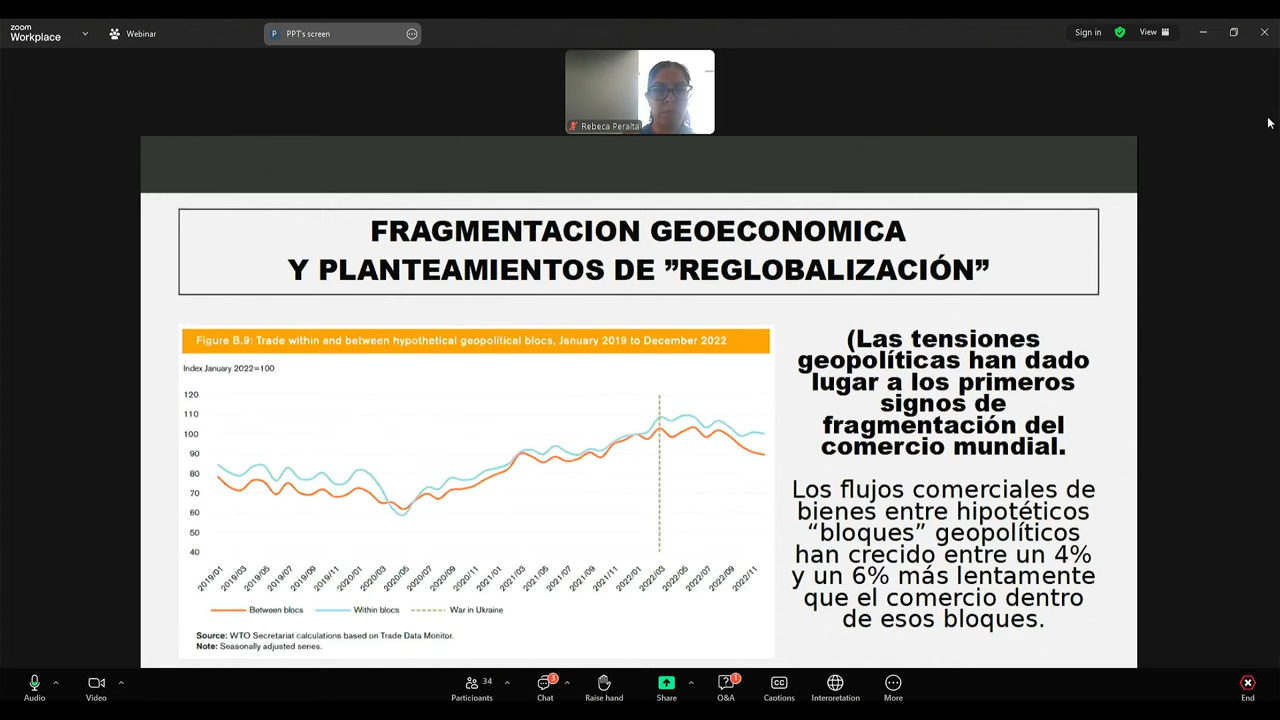 zoom
Workplace
Webinar
P PPT's screen
Sign in
View
Rebeca Peralta
FRAGMENTACION GEOECONOMICA
Y PLANTEAMIENTOS DE ”REGLOBALIZACIÓN”
Figure B.9: Trade within and between hypothetical geopolitical blocs, January 2019 to December 2022
Index January 2022=100
120
110
100
90
80
70
60
50
40
2019/01
2019/03
2019/05
2019/07
2019/09
2019/11
2020/01
2020/03
2020/05
2020/07
2020/09
2020/11
2021/01
2021/03
2021/05
2021/07
2021/09
2021/11
2022/01
2022/03
2022/05
2022/07
2022/09
2022/11
Between blocs
Within blocs
War in Ukraine
Source: WTO Secretariat calculations based on Trade Data Monitor.
Note: Seasonally adjusted series.
(Las tensiones
geopolíticas han dado
lugar a los primeros
signos de
fragmentación del
comercio mundial.
Los flujos comerciales de
bienes entre hipotéticos
“bloques” geopolíticos
han crecido entre un 4%
y un 6% más lentamente
que el comercio dentro
de esos bloques.
Audio
Video
34
Participants
3
Chat
Raise hand
Share
1
Q&A
CC
Captions
Interpretation
More
End